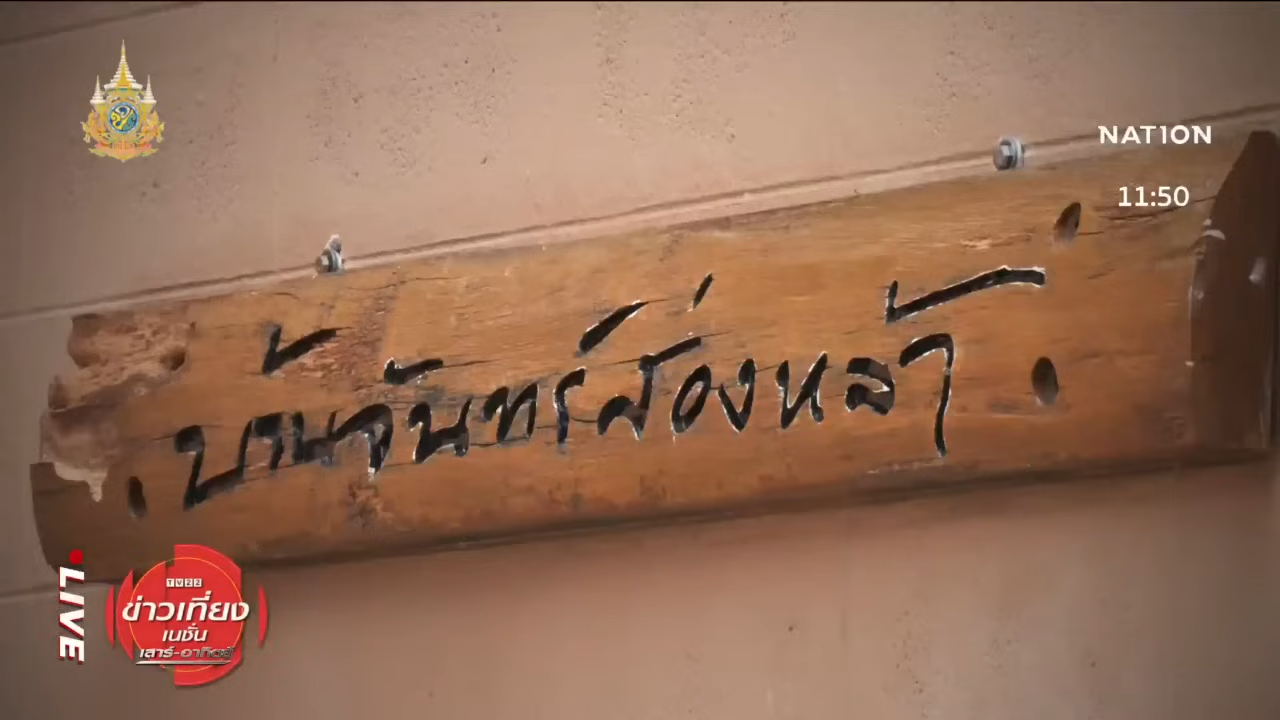 NATION
11:50
บ้านจันทร์ส่องหล้า
LIVE
TV22
ข่าวเที่ยง
เนชั่น
เสาร์-อาทิตย์